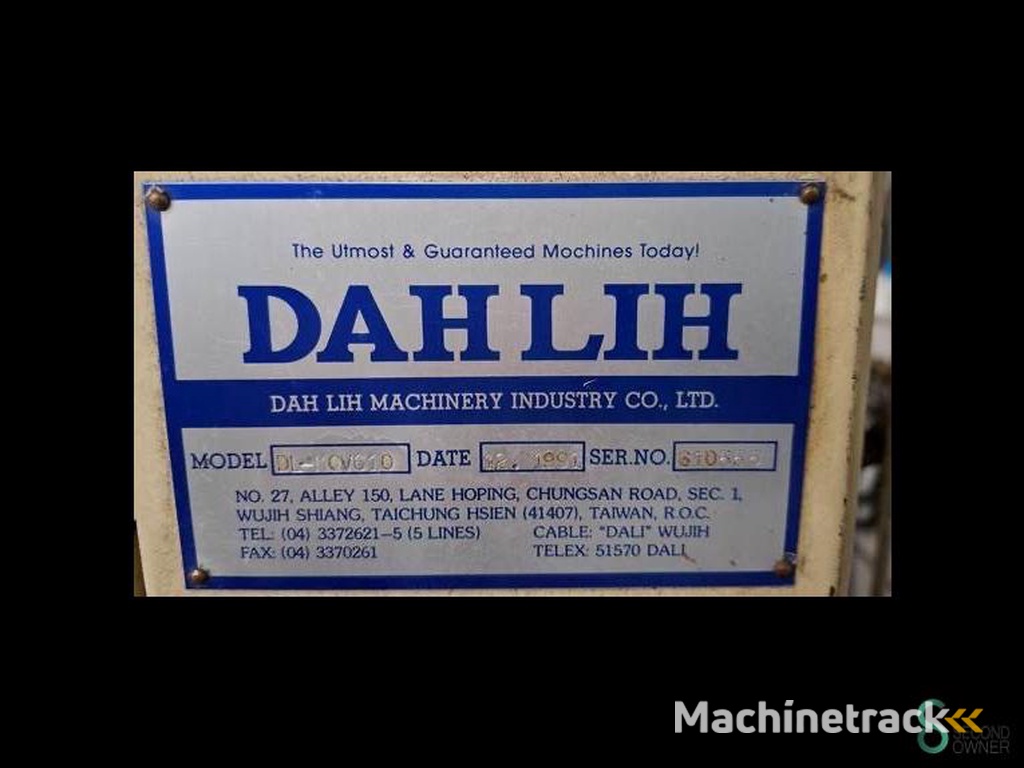 The Utmost & Guaranteed Mochines Today!
DAH LIH
DAH LIH MACHINERY INDUSTRY CO., LTD.
MODEL DATE SER.NO.
NO. 27, ALLEY 150, LANE HOPING, CHUNGSAN ROAD, SEC. 1,
WUJIH SHIANG, TAICHUNG HSIEN (41407), TAIWAN, R.O.C.
TEL: (04) 3372621-5 (5 LINES) CABLE: "DALI" WUJIH
FAX: (04) 3370261 TELEX: 51570 DALI
Machinetrack
SECOND
OWNER